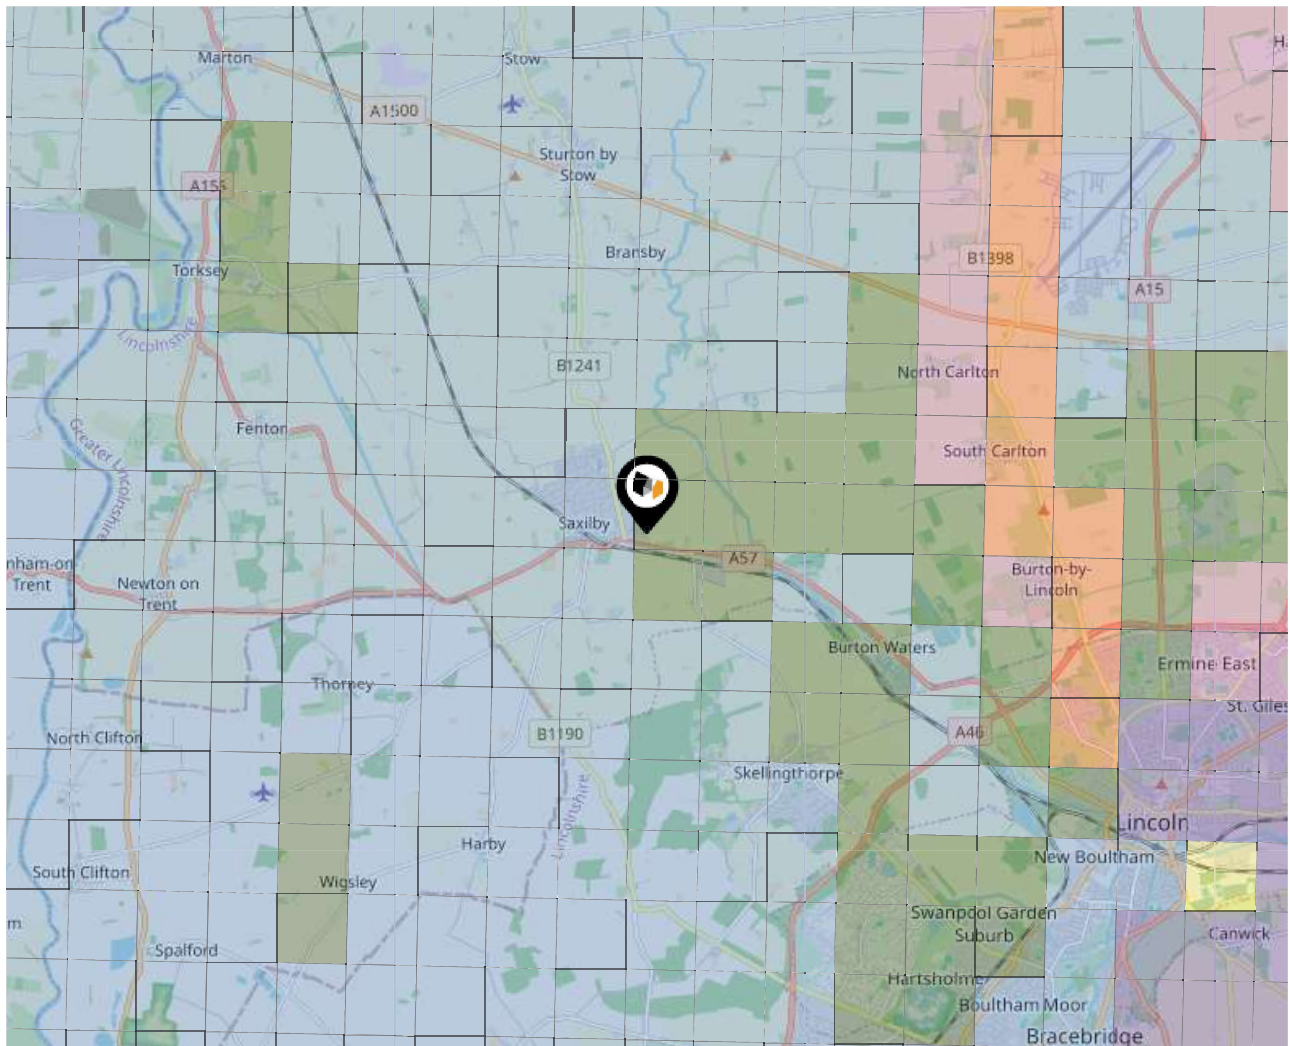 Marton
Stow
H
A1500
Sturton by
Stow
A15
Bransby
B1398
Torksey
A15
Lincolnshire
B1241
North Carlton
Fenton
Greater Lincolnshire
South Carlton
Saxilby
A57
nham-on
Trent
Newton on
Trent
Burton-by-
Lincoln
Burton Waters
Ermine East
Thorney
St. Giles
North Clifton
B1190
A46
Skellingthorpe
Lincolnshire
Lincoln
Harby
New Boultham
South Clifton
Wigsley
Swanpool Garden
Suburb
m
Canwick
Spalford
Hartsholme
Boultham Moor
Bracebridge